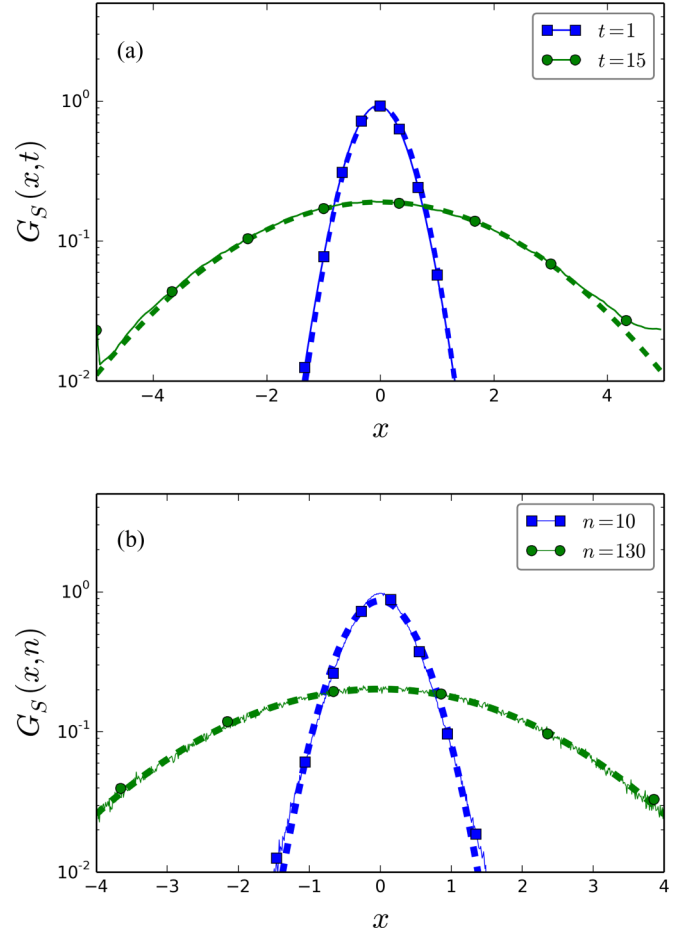 (a)
t=1
t=15
G_S(x,t)
10^0
10^-1
10^-2
−4 −2 0 2 4
x
(b)
n=10
n=130
G_S(x,n)
10^0
10^-1
10^-2
−4 −3 −2 −1 0 1 2 3 4
x